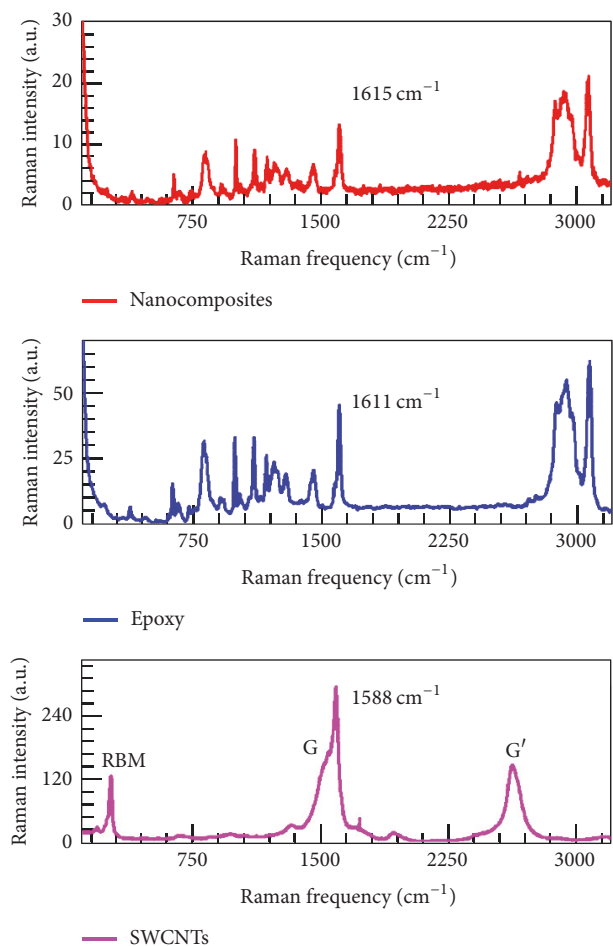 30
20
10
0
Raman intensity (a.u.)
1615 cm⁻¹
750 1500 2250 3000
Raman frequency (cm⁻¹)
Nanocomposites
50
25
0
Raman intensity (a.u.)
1611 cm⁻¹
750 1500 2250 3000
Raman frequency (cm⁻¹)
Epoxy
240
120
0
Raman intensity (a.u.)
RBM
G
1588 cm⁻¹
G′
750 1500 2250 3000
Raman frequency (cm⁻¹)
SWCNTs